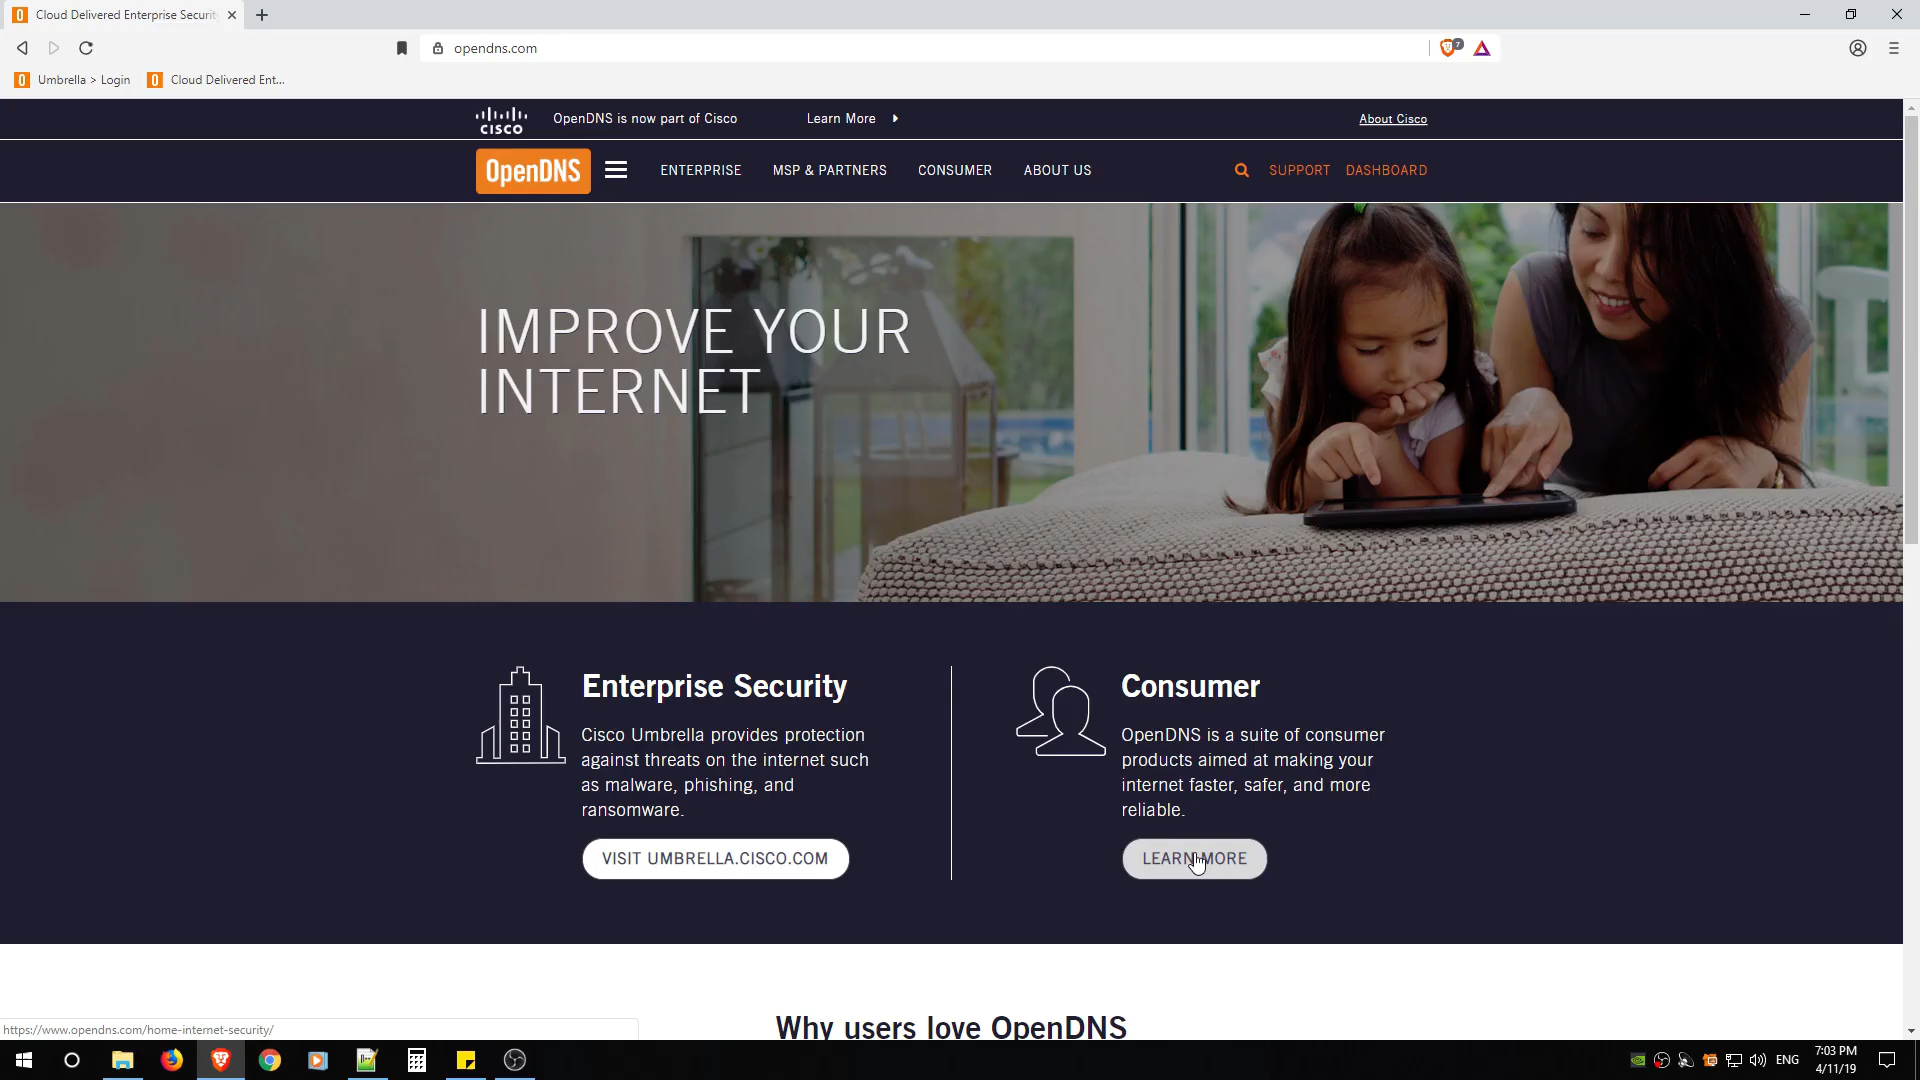 Cloud Delivered Enterprise Securit
opendns.com
7
Umbrella > Login
Cloud Delivered Ent...
CISCO
OpenDNS is now part of Cisco
Learn More
About Cisco
OpenDNS
ENTERPRISE
MSP & PARTNERS
CONSUMER
ABOUT US
SUPPORT
DASHBOARD
IMPROVE YOUR
INTERNET
Enterprise Security
Cisco Umbrella provides protection
against threats on the internet such
as malware, phishing, and
ransomware.
VISIT UMBRELLA.CISCO.COM
Consumer
OpenDNS is a suite of consumer
products aimed at making your
internet faster, safer, and more
reliable.
LEARN MORE
Why users love OpenDNS
https://www.opendns.com/home-internet-security/
ENG
7:03 PM
4/11/19